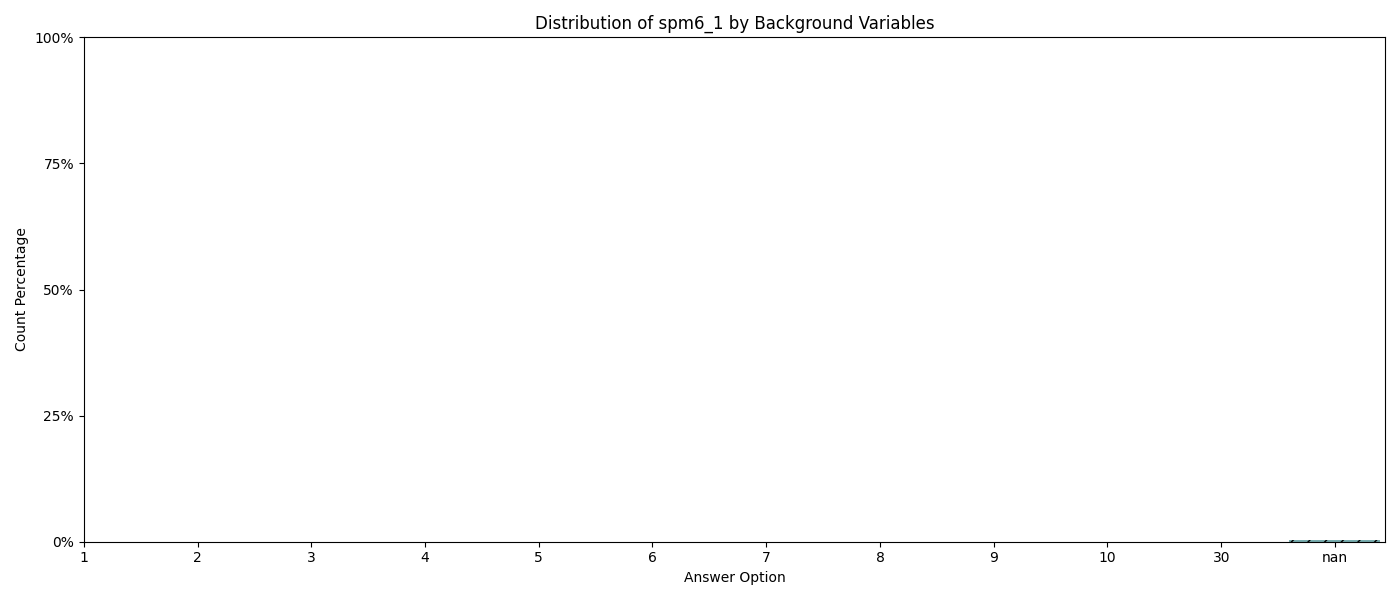 Distribution of spm6_1 by Background Variables
100%
75%
50%
25%
0%
Count Percentage
1 2 3 4 5 6 7 8 9 10 30 nan
Answer Option